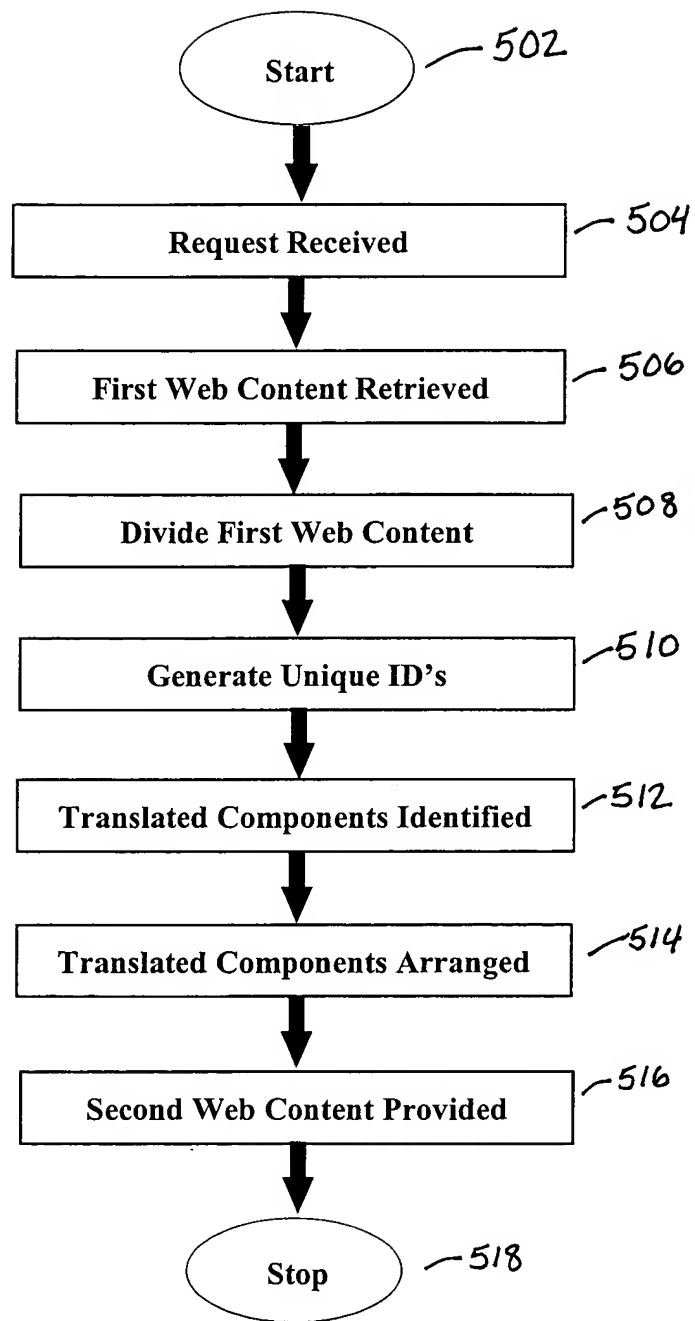 Start
502
Request Received
504
First Web Content Retrieved
506
Divide First Web Content
508
Generate Unique ID's
510
Translated Components Identified
512
Translated Components Arranged
514
Second Web Content Provided
516
Stop
518